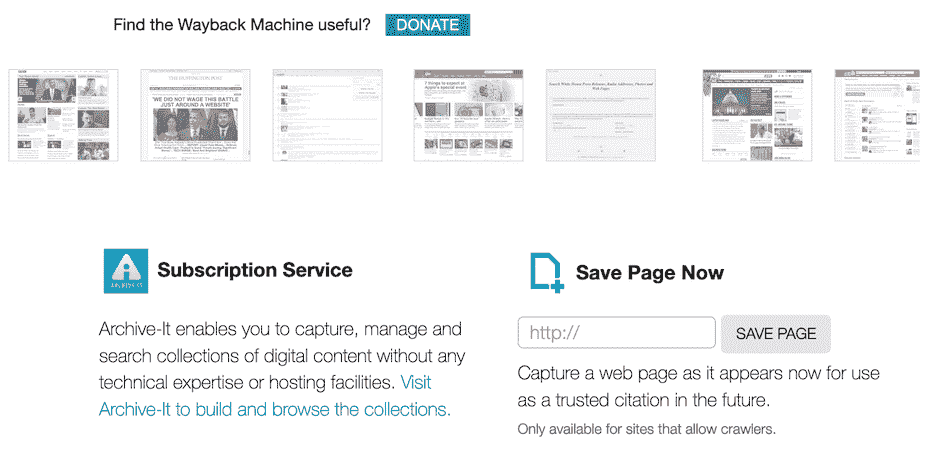 Find the Wayback Machine useful? DONATE
THE HUFFINGTON POST
'WE DID NOT WAGE THIS BATTLE
JUST AROUND A WEBSITE'
7 things to expect at
Apple's special event
Subscription Service
Archive-It enables you to capture, manage and
search collections of digital content without any
technical expertise or hosting facilities. Visit
Archive-It to build and browse the collections.
Save Page Now
http:// SAVE PAGE
Capture a web page as it appears now for use
as a trusted citation in the future.
Only available for sites that allow crawlers.